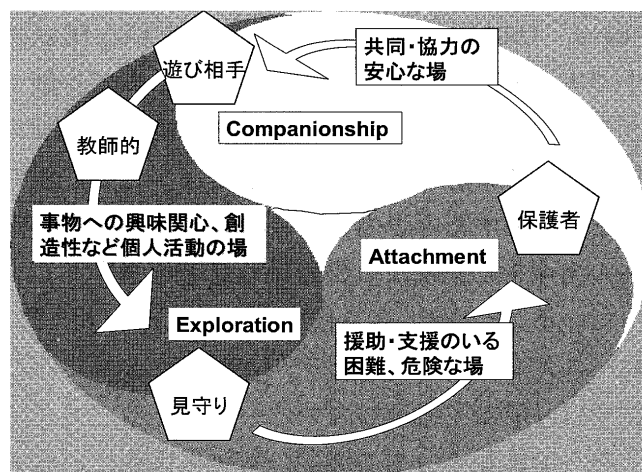 遊び相手
共同・協力の
安心な場
教師的
Companionship
事物への興味関心、創
造性など個人活動の場
保護者
Attachment
Exploration
援助・支援のいる
困難、危険な場
見守り